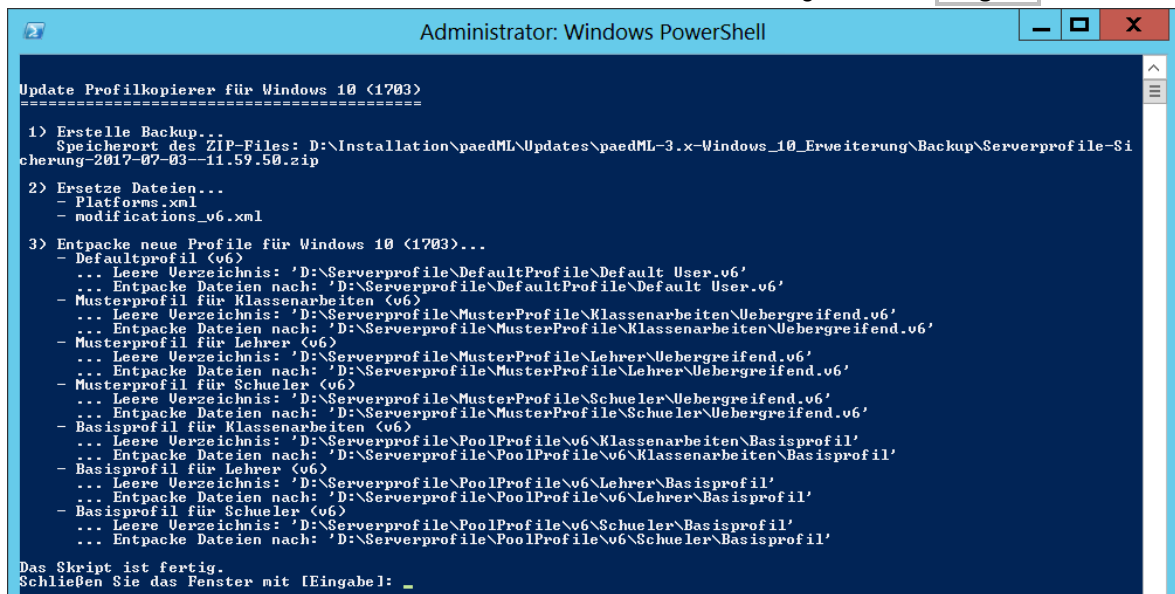 Administrator: Windows PowerShell
Update Profilkopierer für Windows 10 (1703)
===========================================
1) Erstelle Backup...
Speicherort des ZIP-Files: D:\Installation\paedML\Updates\paedML-3.x-Windows_10_Erweiterung\Backup\Serverprofile-Si
cherung-2017-07-03--11.59.50.zip
2) Ersetze Dateien...
- Platforms.xml
- modifications_v6.xml
3) Entpacke neue Profile für Windows 10 (1703)...
- Defaultprofil (v6)
... Leere Verzeichnis: 'D:\Serverprofile\DefaultProfile\Default User.v6'
... Entpacke Dateien nach: 'D:\Serverprofile\DefaultProfile\Default User.v6'
- Musterprofil für Klassenarbeiten (v6)
... Leere Verzeichnis: 'D:\Serverprofile\MusterProfile\Klassenarbeiten\Uebergreifend.v6'
... Entpacke Dateien nach: 'D:\Serverprofile\MusterProfile\Klassenarbeiten\Uebergreifend.v6'
- Musterprofil für Lehrer (v6)
... Leere Verzeichnis: 'D:\Serverprofile\MusterProfile\Lehrer\Uebergreifend.v6'
... Entpacke Dateien nach: 'D:\Serverprofile\MusterProfile\Lehrer\Uebergreifend.v6'
- Musterprofil für Schueler (v6)
... Leere Verzeichnis: 'D:\Serverprofile\MusterProfile\Schueler\Uebergreifend.v6'
... Entpacke Dateien nach: 'D:\Serverprofile\MusterProfile\Schueler\Uebergreifend.v6'
- Basisprofil für Klassenarbeiten (v6)
... Leere Verzeichnis: 'D:\Serverprofile\PoolProfile\v6\Klassenarbeiten\Basisprofil'
... Entpacke Dateien nach: 'D:\Serverprofile\PoolProfile\v6\Klassenarbeiten\Basisprofil'
- Basisprofil für Lehrer (v6)
... Leere Verzeichnis: 'D:\Serverprofile\PoolProfile\v6\Lehrer\Basisprofil'
... Entpacke Dateien nach: 'D:\Serverprofile\PoolProfile\v6\Lehrer\Basisprofil'
- Basisprofil für Schueler (v6)
... Leere Verzeichnis: 'D:\Serverprofile\PoolProfile\v6\Schueler\Basisprofil'
... Entpacke Dateien nach: 'D:\Serverprofile\PoolProfile\v6\Schueler\Basisprofil'
Das Skript ist fertig.
Schließen Sie das Fenster mit [Eingabe]: _